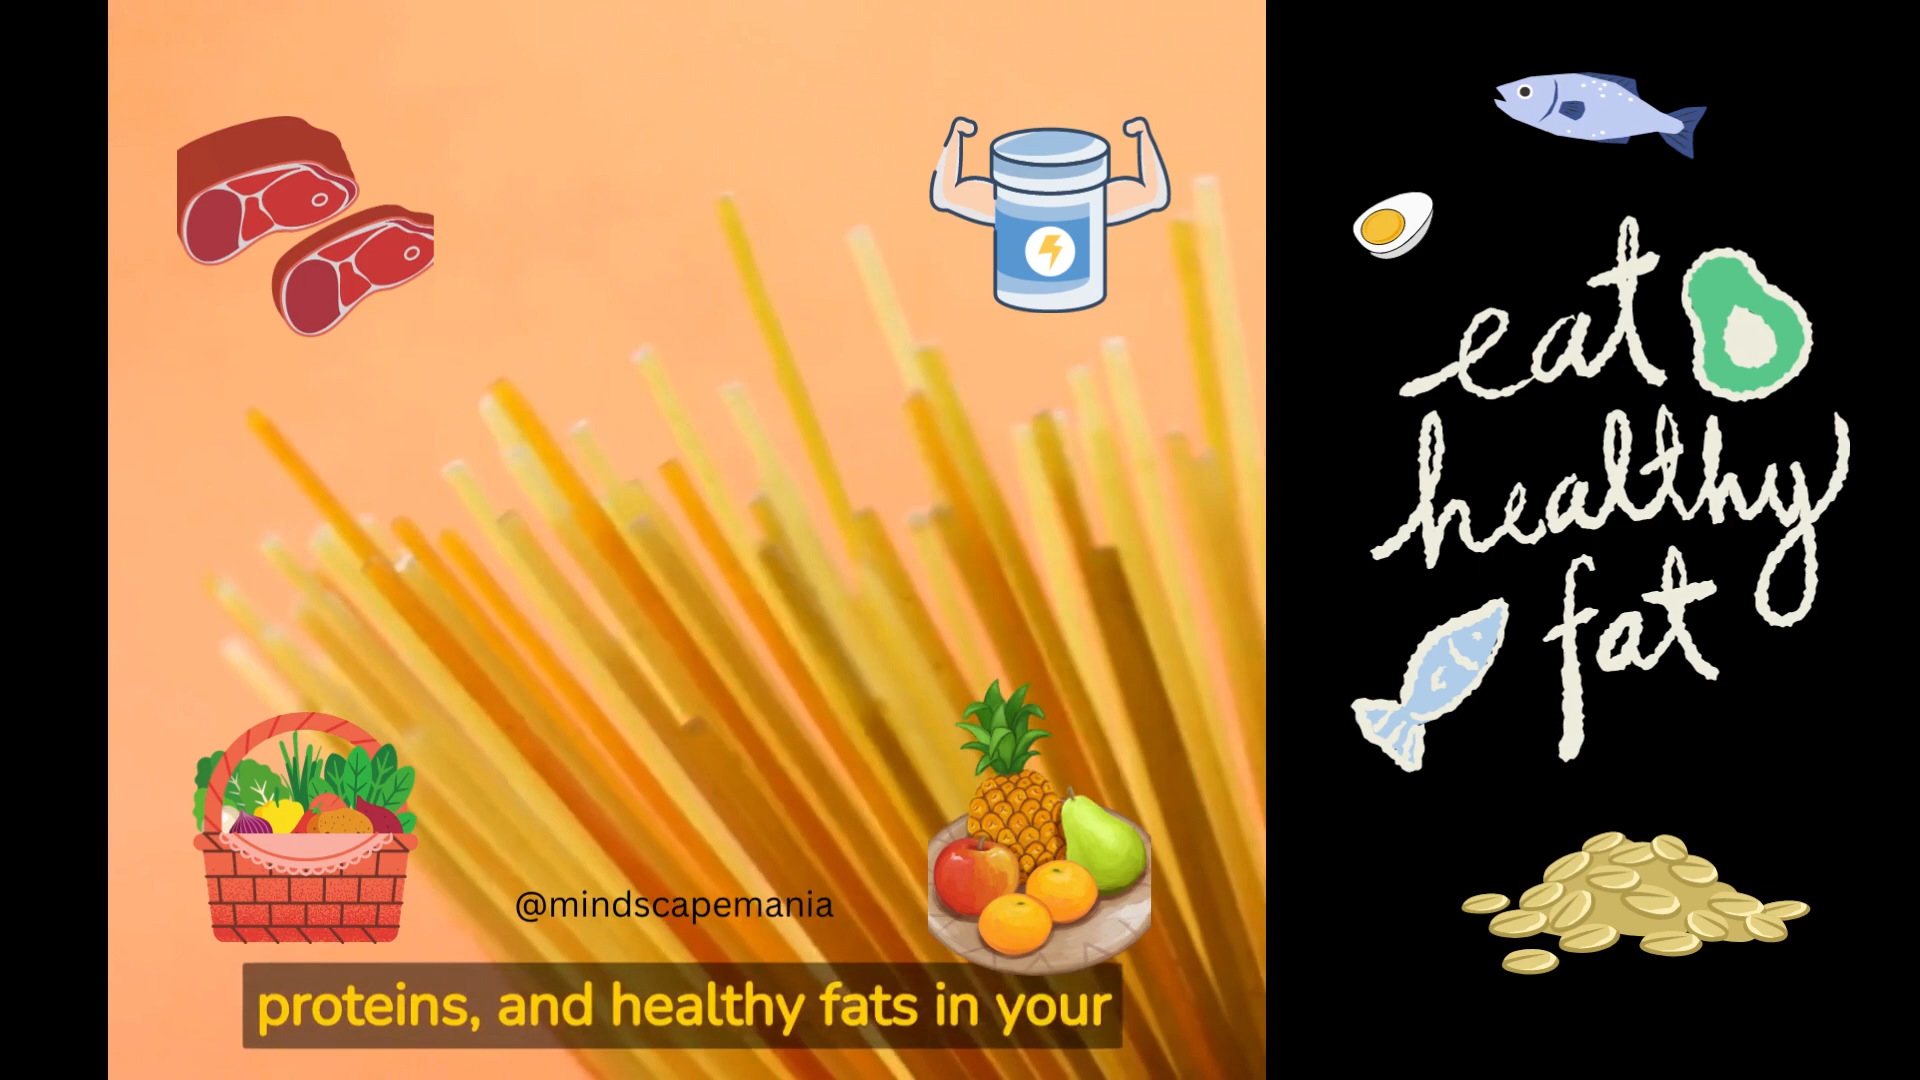 eat
healthy
fat
@mindscapemania
proteins, and healthy fats in your